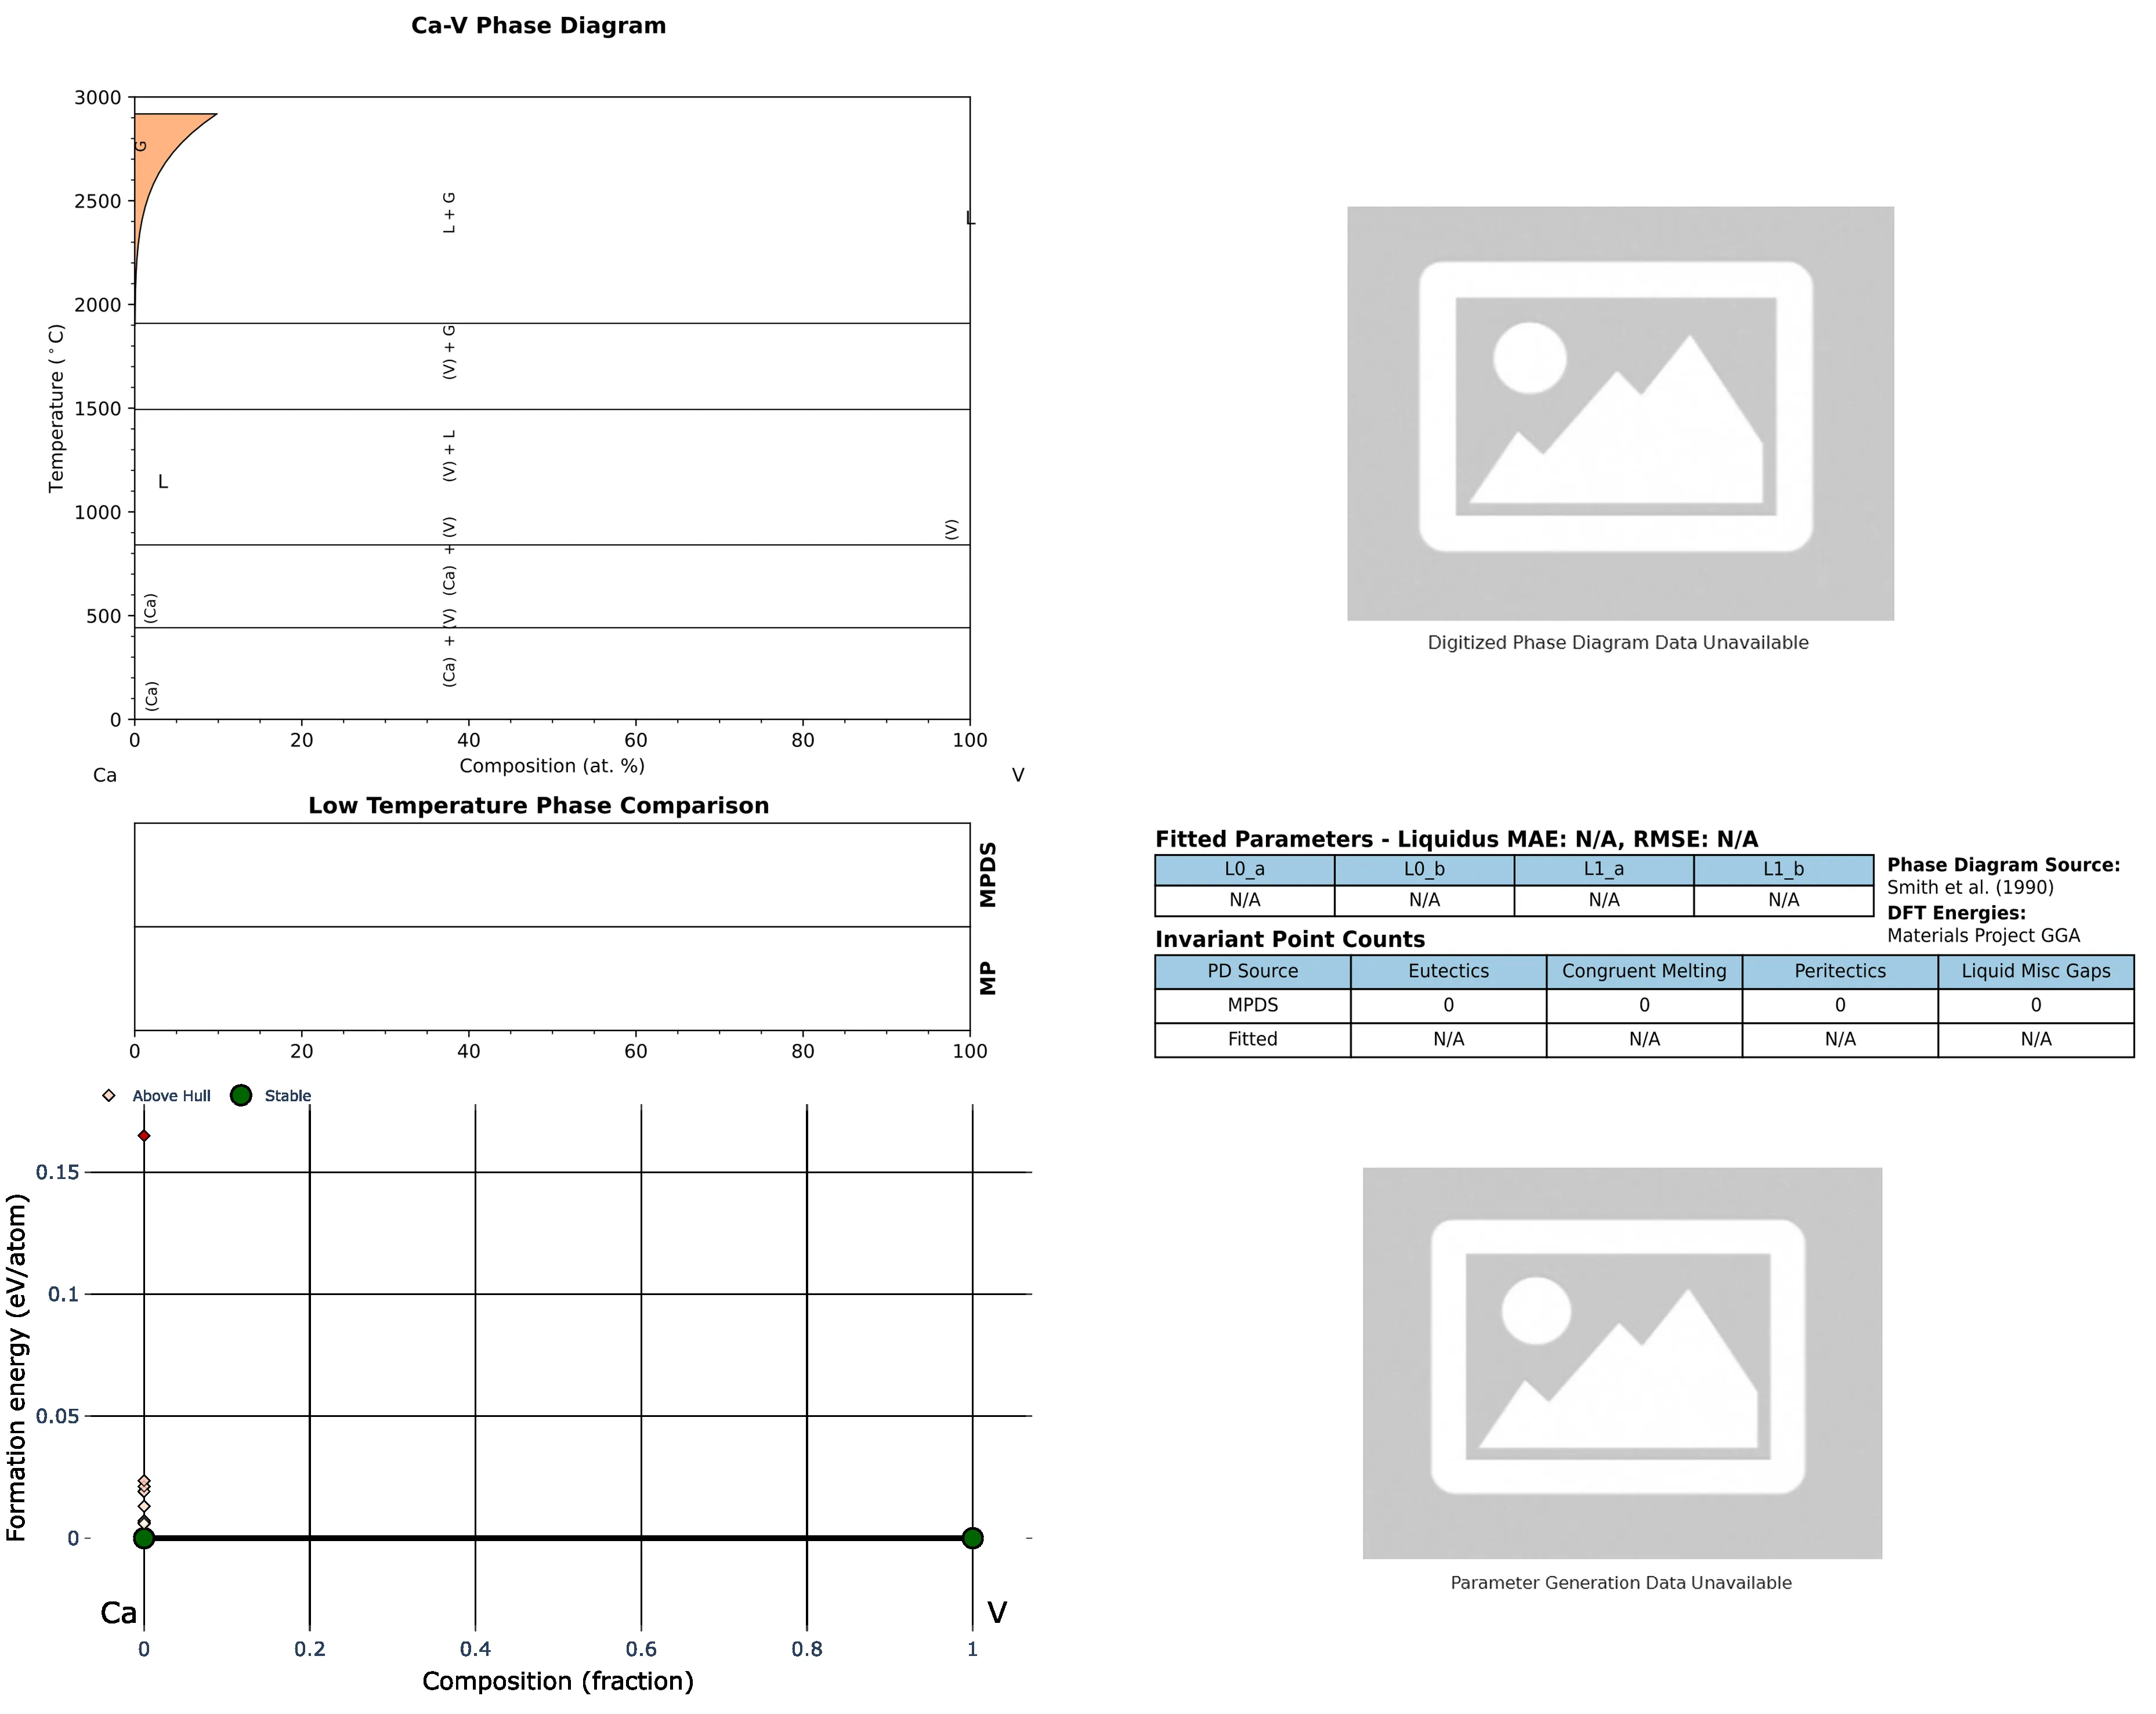 Ca-V Phase Diagram
3000
2500
2000
1500
1000
500
0
Temperature (°C)
G
L + G
L
(V) + G
(V) + L
L
(V)
(Ca) + (V)
(Ca)
(Ca) + (V)
(Ca)
0 20 40 60 80 100
Composition (at. %)
Ca V
Digitized Phase Diagram Data Unavailable
Low Temperature Phase Comparison
MPDS
MP
0 20 40 60 80 100
Fitted Parameters - Liquidus MAE: N/A, RMSE: N/A
L0_a L0_b L1_a L1_b
N/A N/A N/A N/A
Phase Diagram Source:
Smith et al. (1990)
DFT Energies:
Materials Project GGA
Invariant Point Counts
PD Source Eutectics Congruent Melting Peritectics Liquid Misc Gaps
MPDS 0 0 0 0
Fitted N/A N/A N/A N/A
Above Hull Stable
0.15
0.1
0.05
0
Formation energy (eV/atom)
Ca V
0 0.2 0.4 0.6 0.8 1
Composition (fraction)
Parameter Generation Data Unavailable